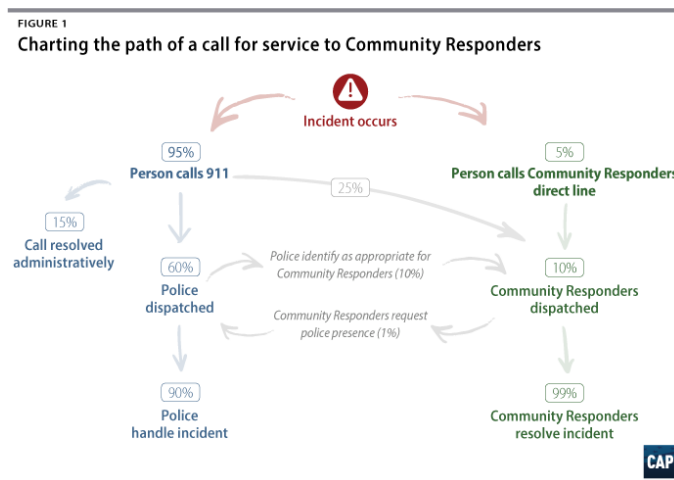 FIGURE 1
Charting the path of a call for service to Community Responders
Incident occurs
95%
Person calls 911
5%
Person calls Community Responders
direct line
25%
15%
Call resolved
administratively
60%
Police
dispatched
Police identify as appropriate for
Community Responders (10%)
Community Responders request
police presence (1%)
10%
Community Responders
dispatched
90%
Police
handle incident
99%
Community Responders
resolve incident
CAP